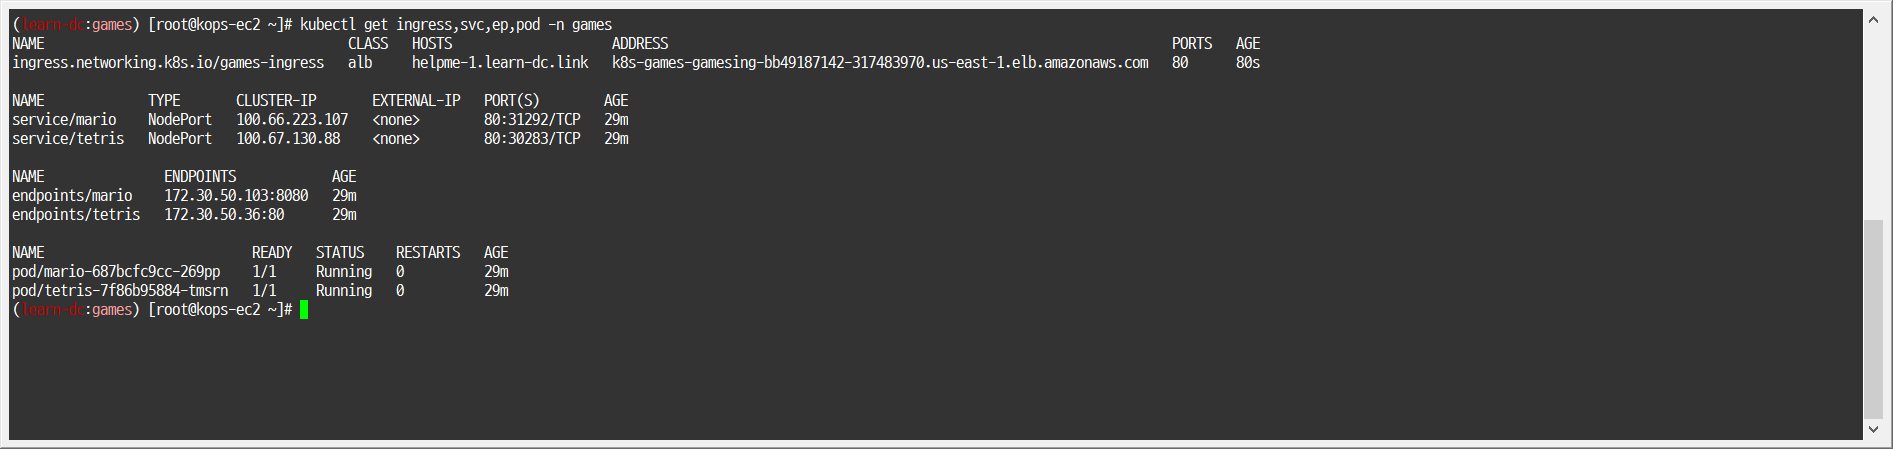 (learn-dc:games) [root@kops-ec2 ~]# kubectl get ingress,svc,ep,pod -n games
NAME CLASS HOSTS ADDRESS PORTS AGE
ingress.networking.k8s.io/games-ingress alb helpme-1.learn-dc.link k8s-games-gamesing-bb49187142-317483970.us-east-1.elb.amazonaws.com 80 80s
NAME TYPE CLUSTER-IP EXTERNAL-IP PORT(S) AGE
service/mario NodePort 100.66.223.107 <none> 80:31292/TCP 29m
service/tetris NodePort 100.67.130.88 <none> 80:30283/TCP 29m
NAME ENDPOINTS AGE
endpoints/mario 172.30.50.103:8080 29m
endpoints/tetris 172.30.50.36:80 29m
NAME READY STATUS RESTARTS AGE
pod/mario-687bcfc9cc-269pp 1/1 Running 0 29m
pod/tetris-7f86b95884-tmsrn 1/1 Running 0 29m
(learn-dc:games) [root@kops-ec2 ~]#